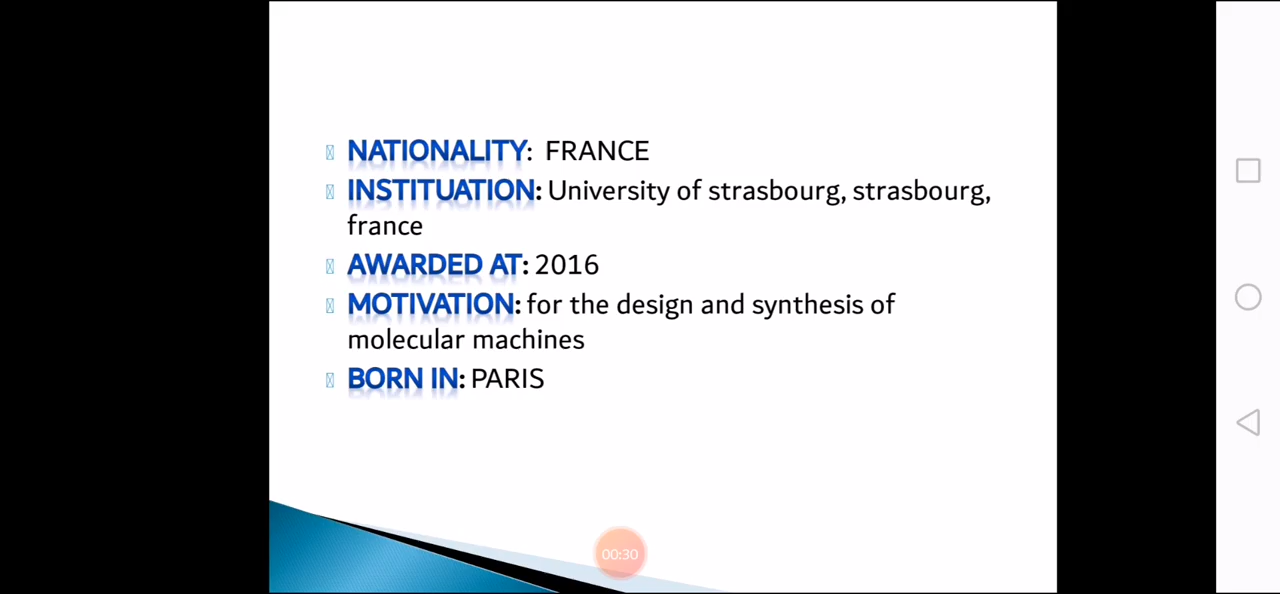 NATIONALITY: FRANCE
INSTITUATION: University of strasbourg, strasbourg,
france
AWARDED AT: 2016
MOTIVATION: for the design and synthesis of
molecular machines
BORN IN: PARIS
00:30